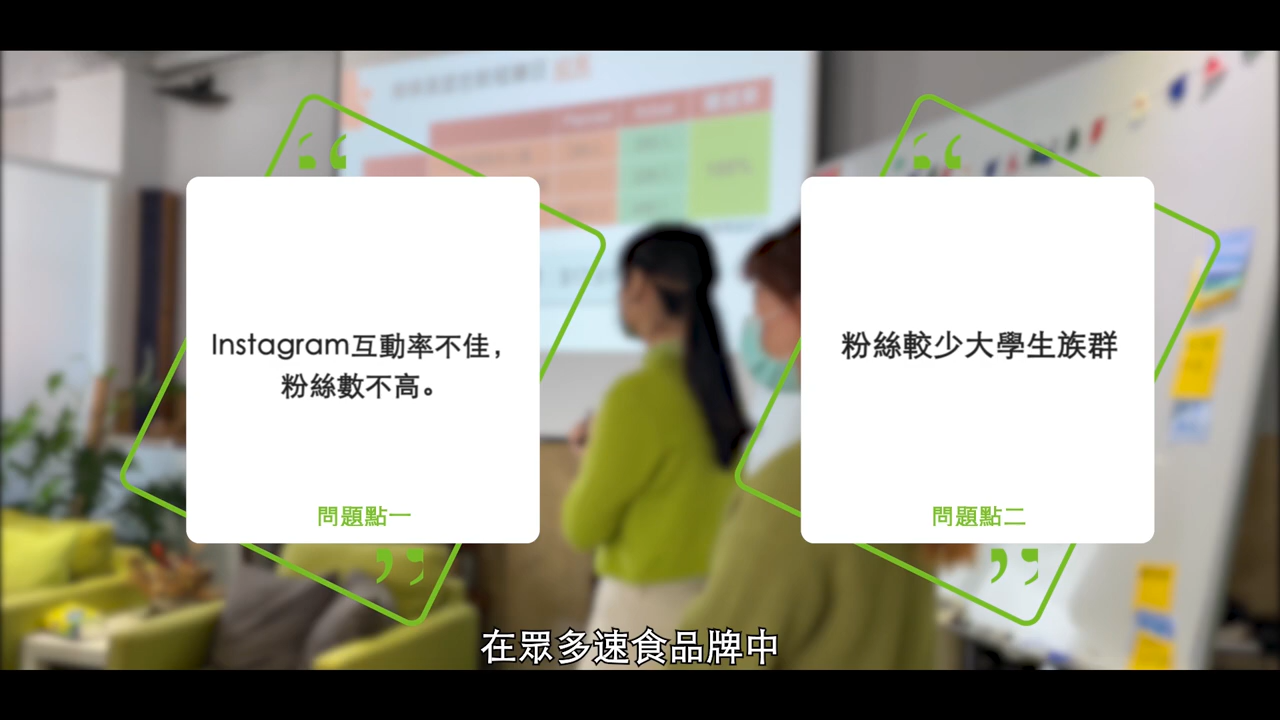 Instagram互動率不佳，
粉絲數不高。
問題點一
粉絲較少大學生族群
問題點二
在眾多速食品牌中